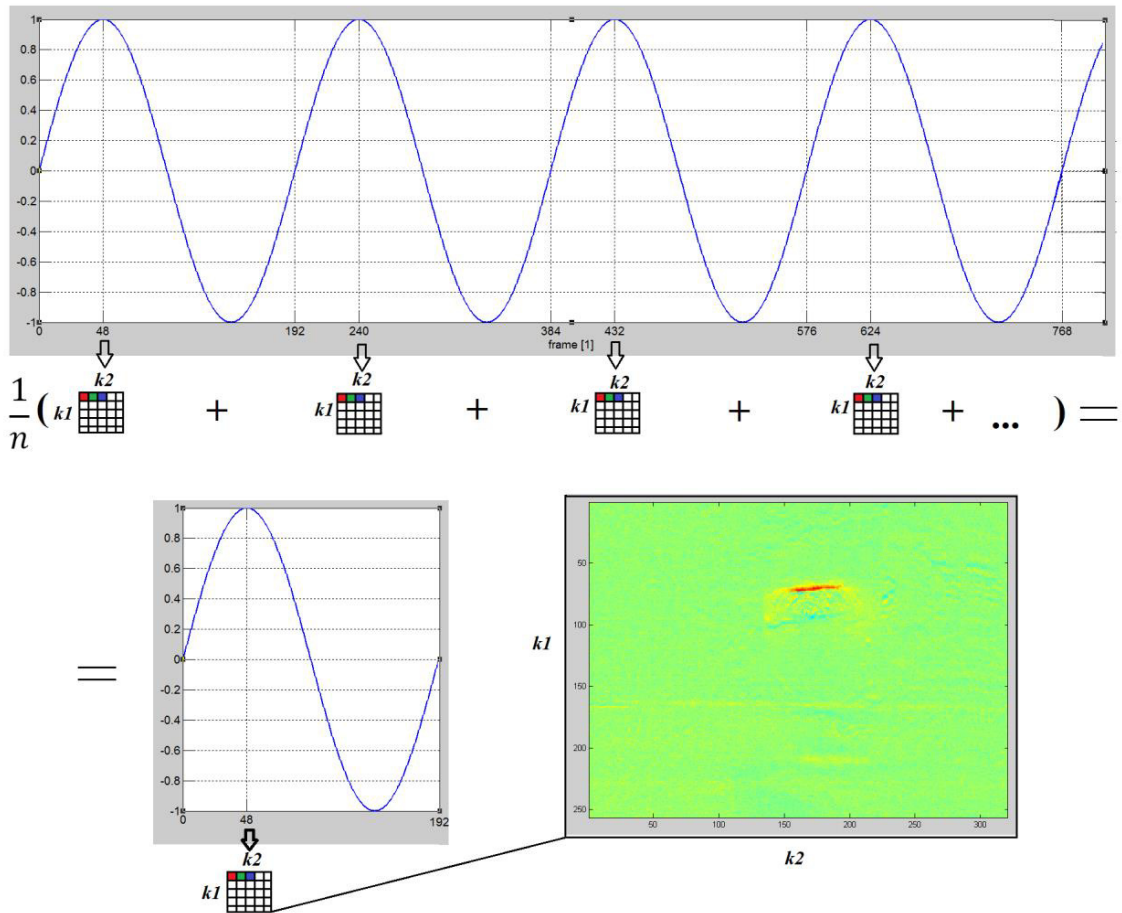 1
0.8
0.6
0.4
0.2
0
-0.2
-0.4
-0.6
-0.8
-1
0 48 192 240 384 432 576 624 768
frame [1]
k2 k2 k2 k2
1/n ( k1 + k1 + k1 + k1 + ... ) =
=
1
0.8
0.6
0.4
0.2
0
-0.2
-0.4
-0.6
-0.8
-1
0 48 192
k2
k1
k1
50
100
150
200
250
50 100 150 200 250 300
k2